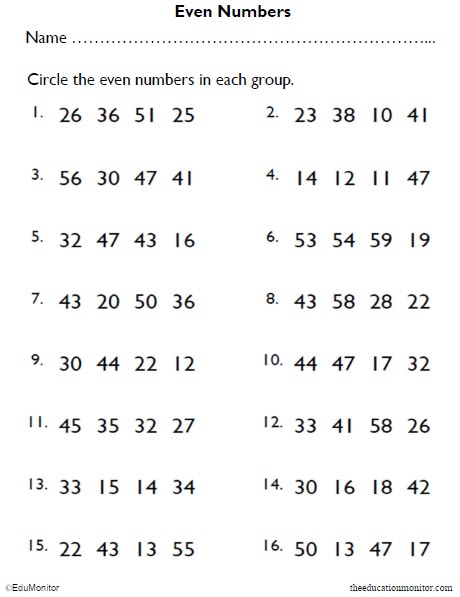 Even Numbers
Name …………………………………………………………...
Circle the even numbers in each group.
1. 26 36 51 25 2. 23 38 10 41
3. 56 30 47 41 4. 14 12 11 47
5. 32 47 43 16 6. 53 54 59 19
7. 43 20 50 36 8. 43 58 28 22
9. 30 44 22 12 10. 44 47 17 32
11. 45 35 32 27 12. 33 41 58 26
13. 33 15 14 34 14. 30 16 18 42
15. 22 43 13 55 16. 50 13 47 17
©EduMonitor theeducationmonitor.com